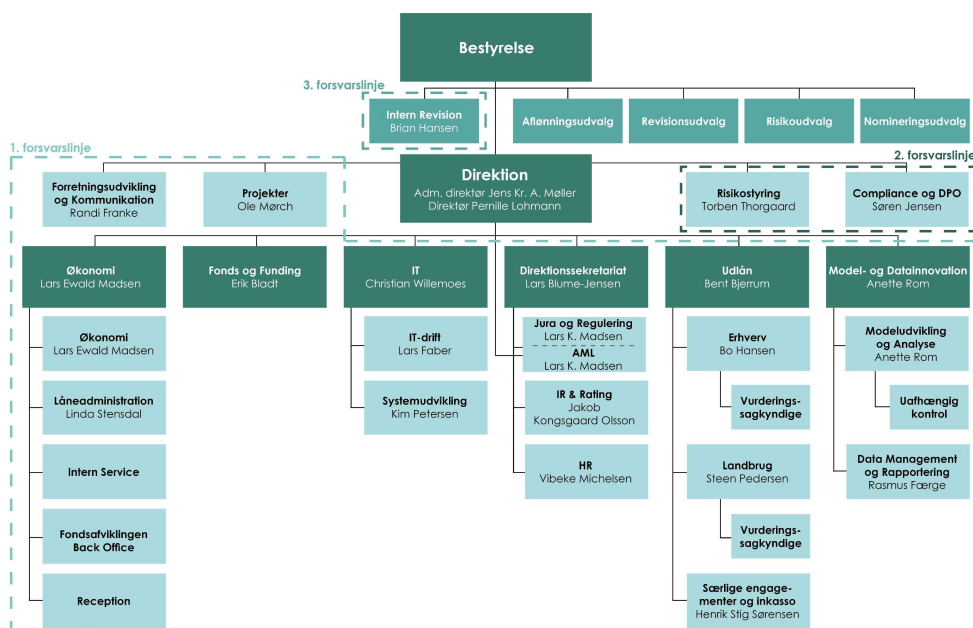 Bestyrelse
3. forsvarslinje
Intern Revision
Brian Hansen
Aflønningsudvalg
Revisionsudvalg
Risikoudvalg
Nomineringsudvalg
1. forsvarslinje
2. forsvarslinje
Forretningsudvikling
og Kommunikation
Randi Franke
Projekter
Ole Mørch
Direktion
Adm. direktør Jens Kr. A. Møller
Direktør Pernille Lohmann
Risikostyring
Torben Thorgaard
Compliance og DPO
Søren Jensen
Økonomi
Lars Ewald Madsen
Fonds og Funding
Erik Bladt
IT
Christian Willemoes
Direktionssekretariat
Lars Blume-Jensen
Udlån
Bent Bjerrum
Model- og Datainnovation
Anette Rom
Økonomi
Lars Ewald Madsen
Låneadministration
Linda Stensdal
Intern Service
Fondsafviklingen
Back Office
Reception
IT-drift
Lars Faber
Systemudvikling
Kim Petersen
Jura og Regulering
Lars K. Madsen
AML
Lars K. Madsen
IR & Rating
Jakob
Kongsgaard Olsson
HR
Vibeke Michelsen
Erhverv
Bo Hansen
Vurderings-
sagkyndige
Landbrug
Steen Pedersen
Vurderings-
sagkyndige
Særlige engage-
menter og inkasso
Henrik Stig Sørensen
Modeludvikling
og Analyse
Anette Rom
Uafhængig
kontrol
Data Management
og Rapportering
Rasmus Færge